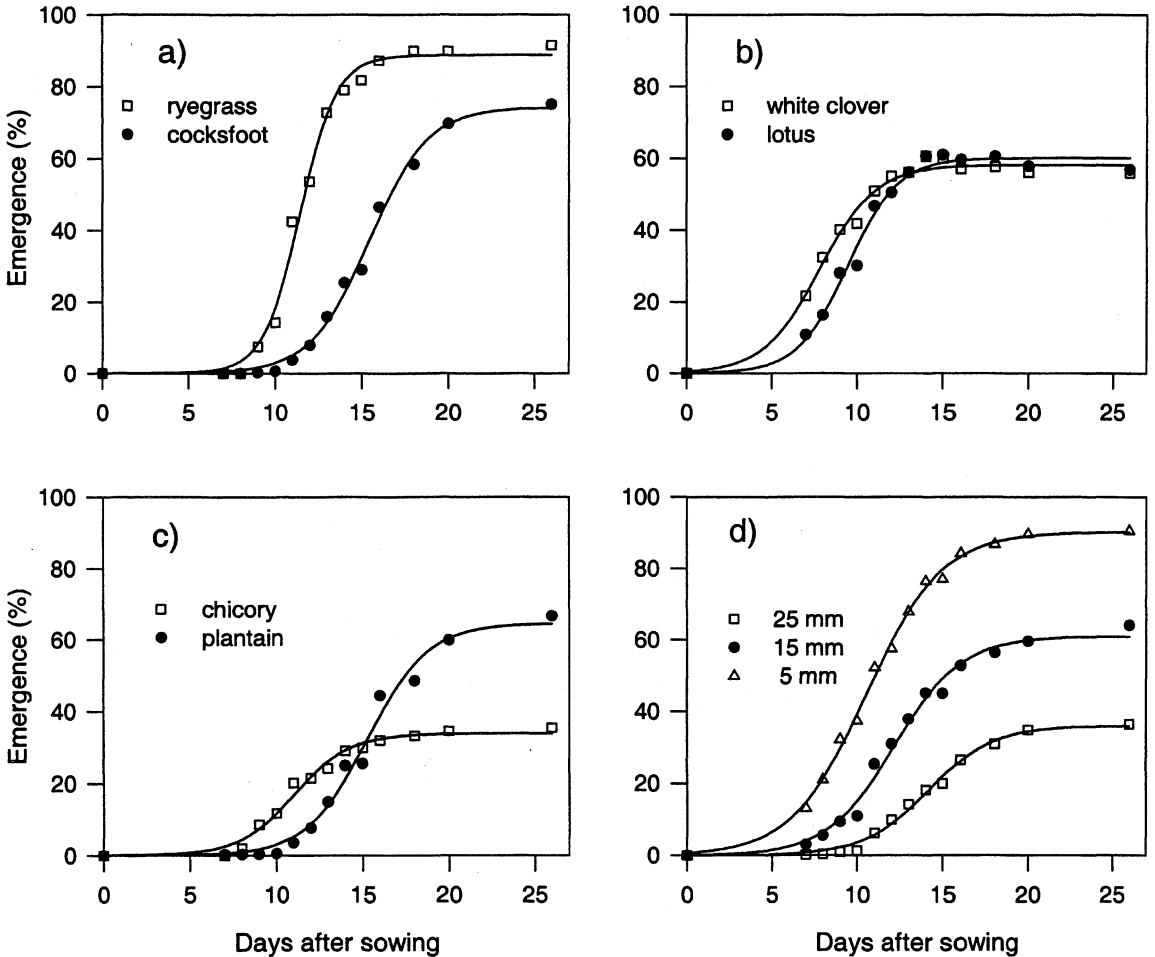 100
80
60
40
20
0
Emergence (%)
a)
ryegrass
cocksfoot
0 5 10 15 20 25
100
80
60
40
20
0
b)
white clover
lotus
0 5 10 15 20 25
100
80
60
40
20
0
Emergence (%)
c)
chicory
plantain
0 5 10 15 20 25
Days after sowing
100
80
60
40
20
0
d)
25 mm
15 mm
5 mm
0 5 10 15 20 25
Days after sowing